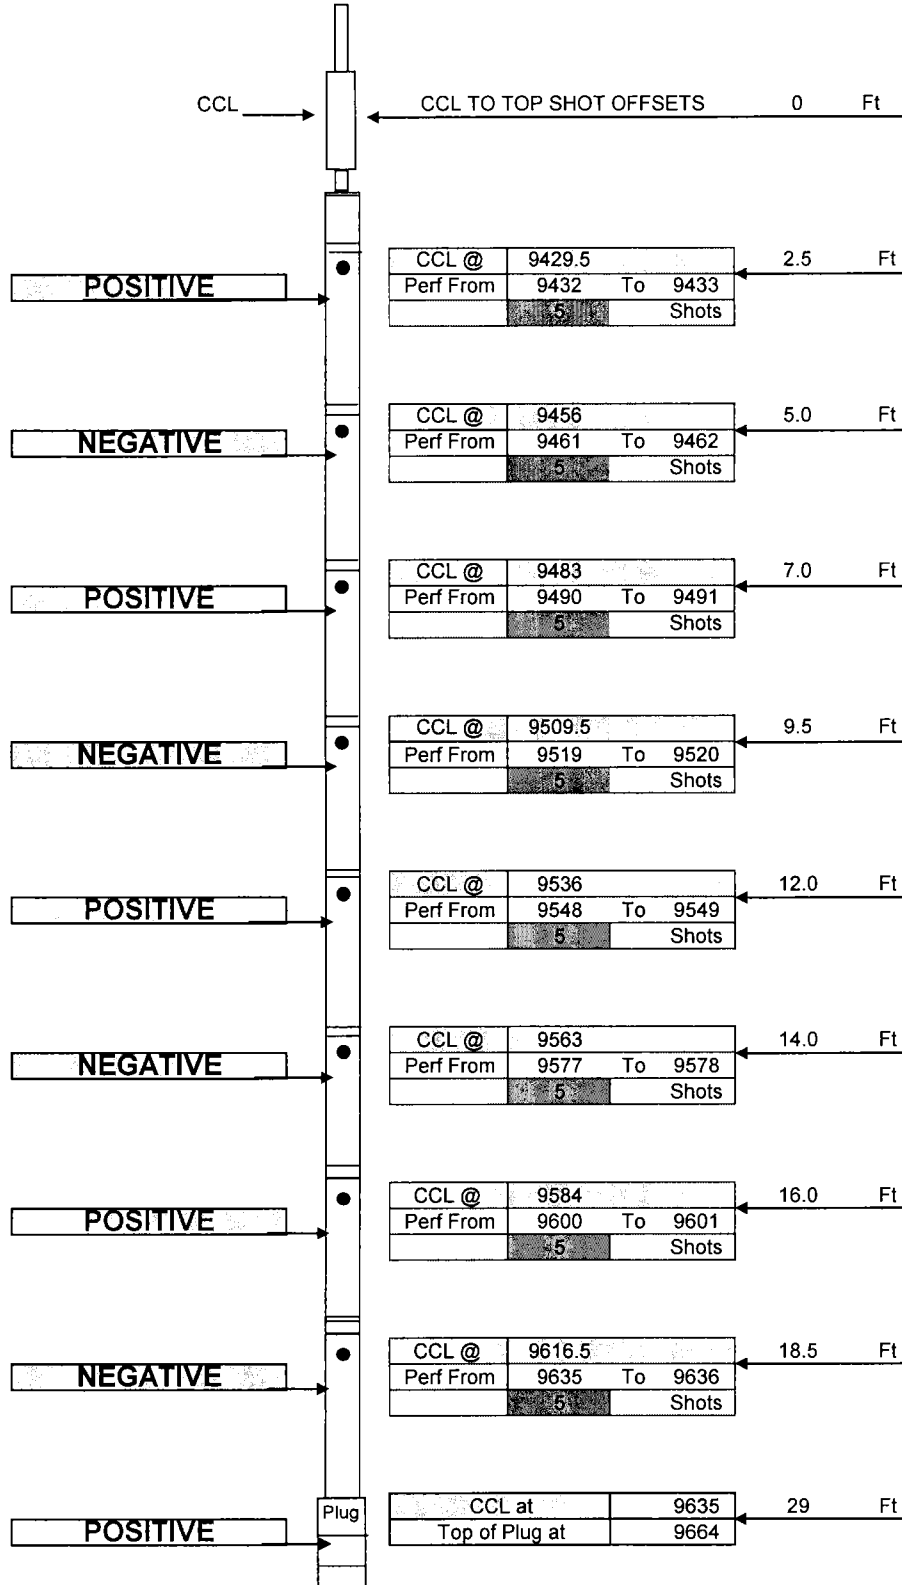 CCL CCL TO TOP SHOT OFFSETS 0 Ft
CCL @ 9429.5 2.5 Ft
POSITIVE Perf From 9432 To 9433
5 Shots
CCL @ 9456 5.0 Ft
NEGATIVE Perf From 9461 To 9462
5 Shots
CCL @ 9483 7.0 Ft
POSITIVE Perf From 9490 To 9491
5 Shots
CCL @ 9509.5 9.5 Ft
NEGATIVE Perf From 9519 To 9520
5 Shots
CCL @ 9536 12.0 Ft
POSITIVE Perf From 9548 To 9549
5 Shots
CCL @ 9563 14.0 Ft
NEGATIVE Perf From 9577 To 9578
5 Shots
CCL @ 9584 16.0 Ft
POSITIVE Perf From 9600 To 9601
5 Shots
CCL @ 9616.5 18.5 Ft
NEGATIVE Perf From 9635 To 9636
5 Shots
Plug CCL at 9635 29 Ft
POSITIVE Top of Plug at 9664